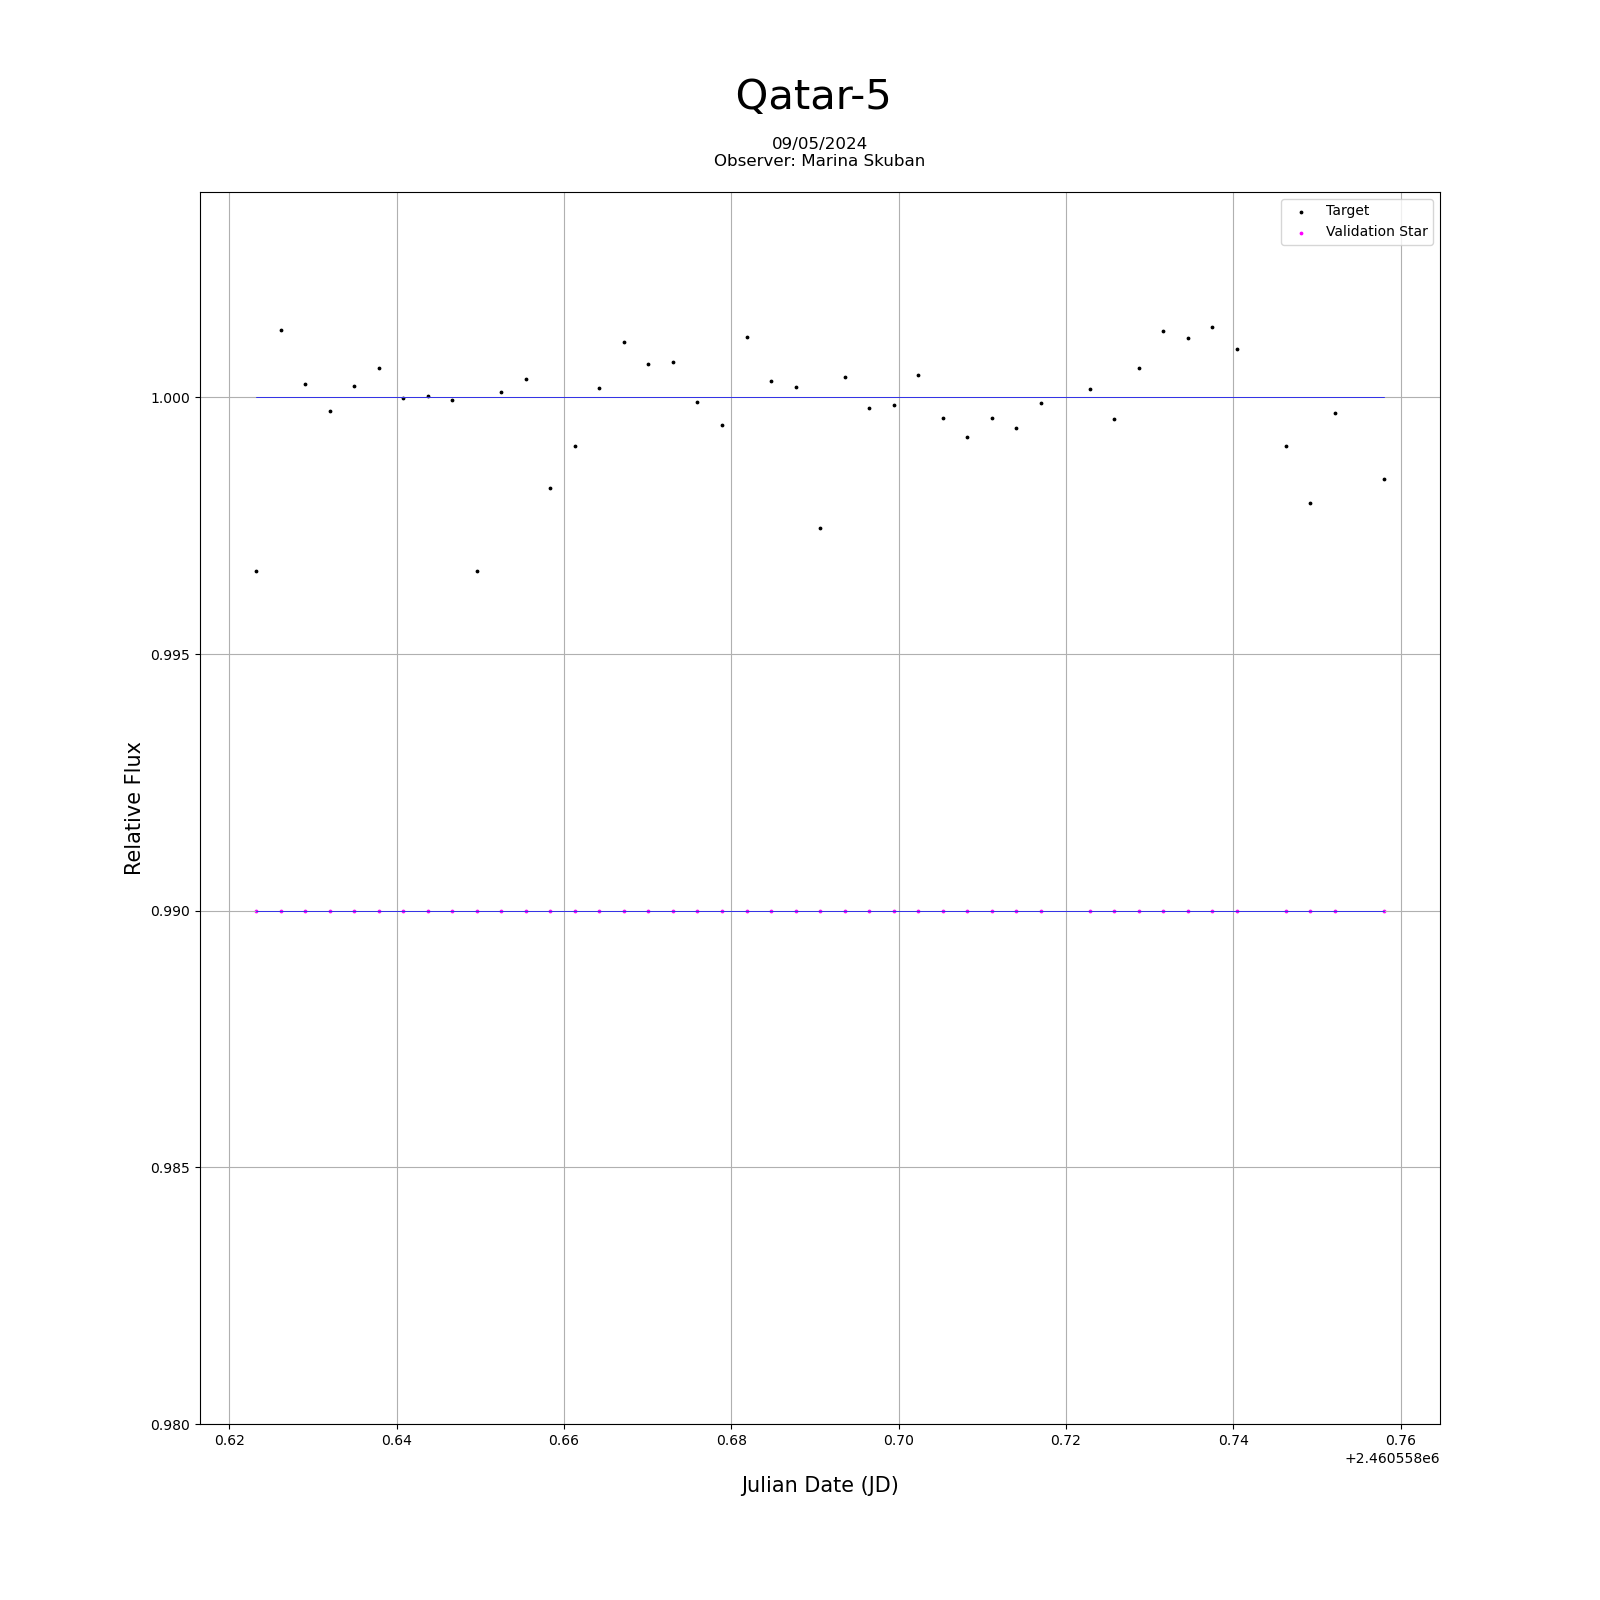 Qatar-5
09/05/2024
Observer: Marina Skuban
Target
Validation Star
1.000
0.995
0.990
0.985
0.980
Relative Flux
0.62 0.64 0.66 0.68 0.70 0.72 0.74 0.76
+2.460558e6
Julian Date (JD)